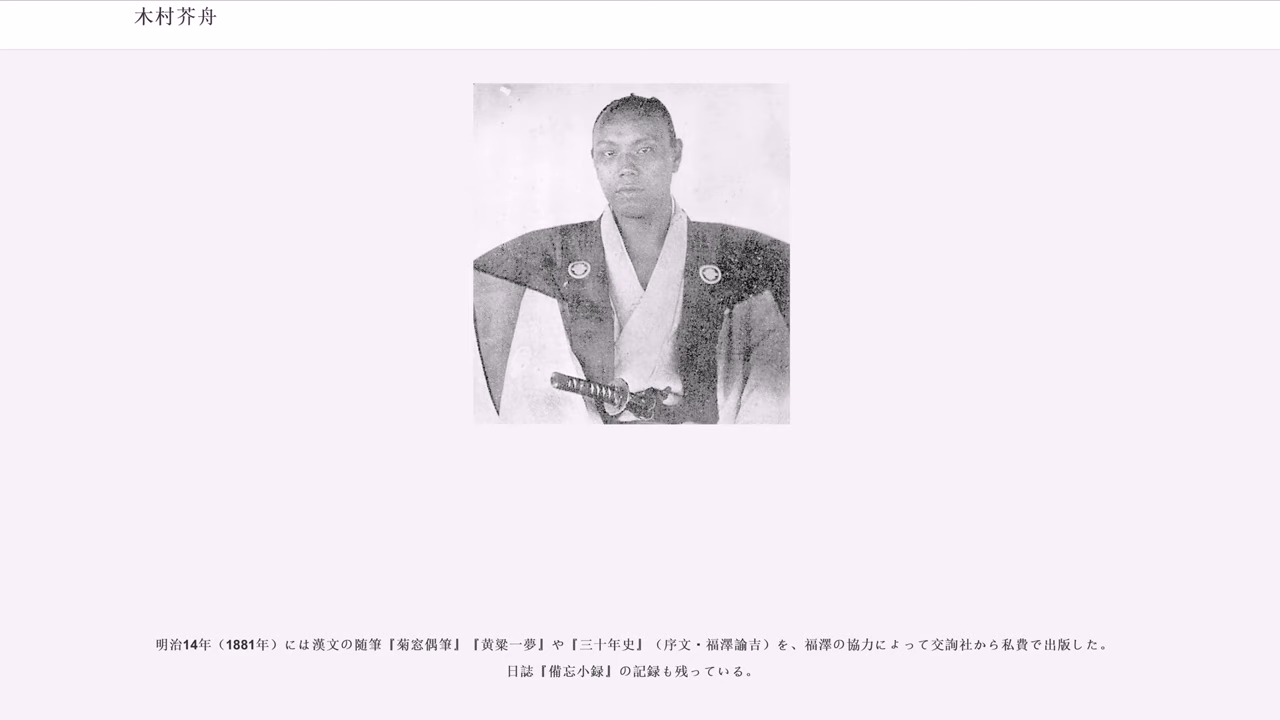 木村芥舟
明治14年（1881年）には漢文の随筆『菊窓偶筆』『黄粱一夢』や『三十年史』（序文・福澤諭吉）を、福澤の協力によって交詢社から私費で出版した。
日誌『備忘小録』の記録も残っている。